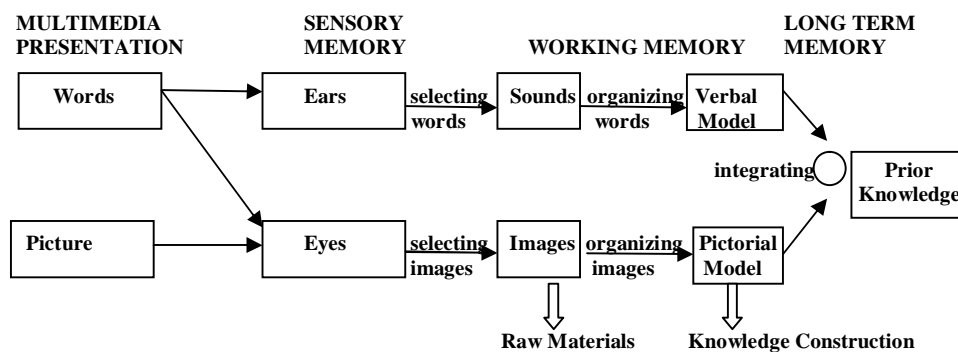 MULTIMEDIA
PRESENTATION
SENSORY
MEMORY
WORKING MEMORY
LONG TERM
MEMORY
Words
Ears
selecting
words
Sounds
organizing
words
Verbal
Model
integrating
Prior
Knowledge
Picture
Eyes
selecting
images
Images
organizing
images
Pictorial
Model
Raw Materials
Knowledge Construction